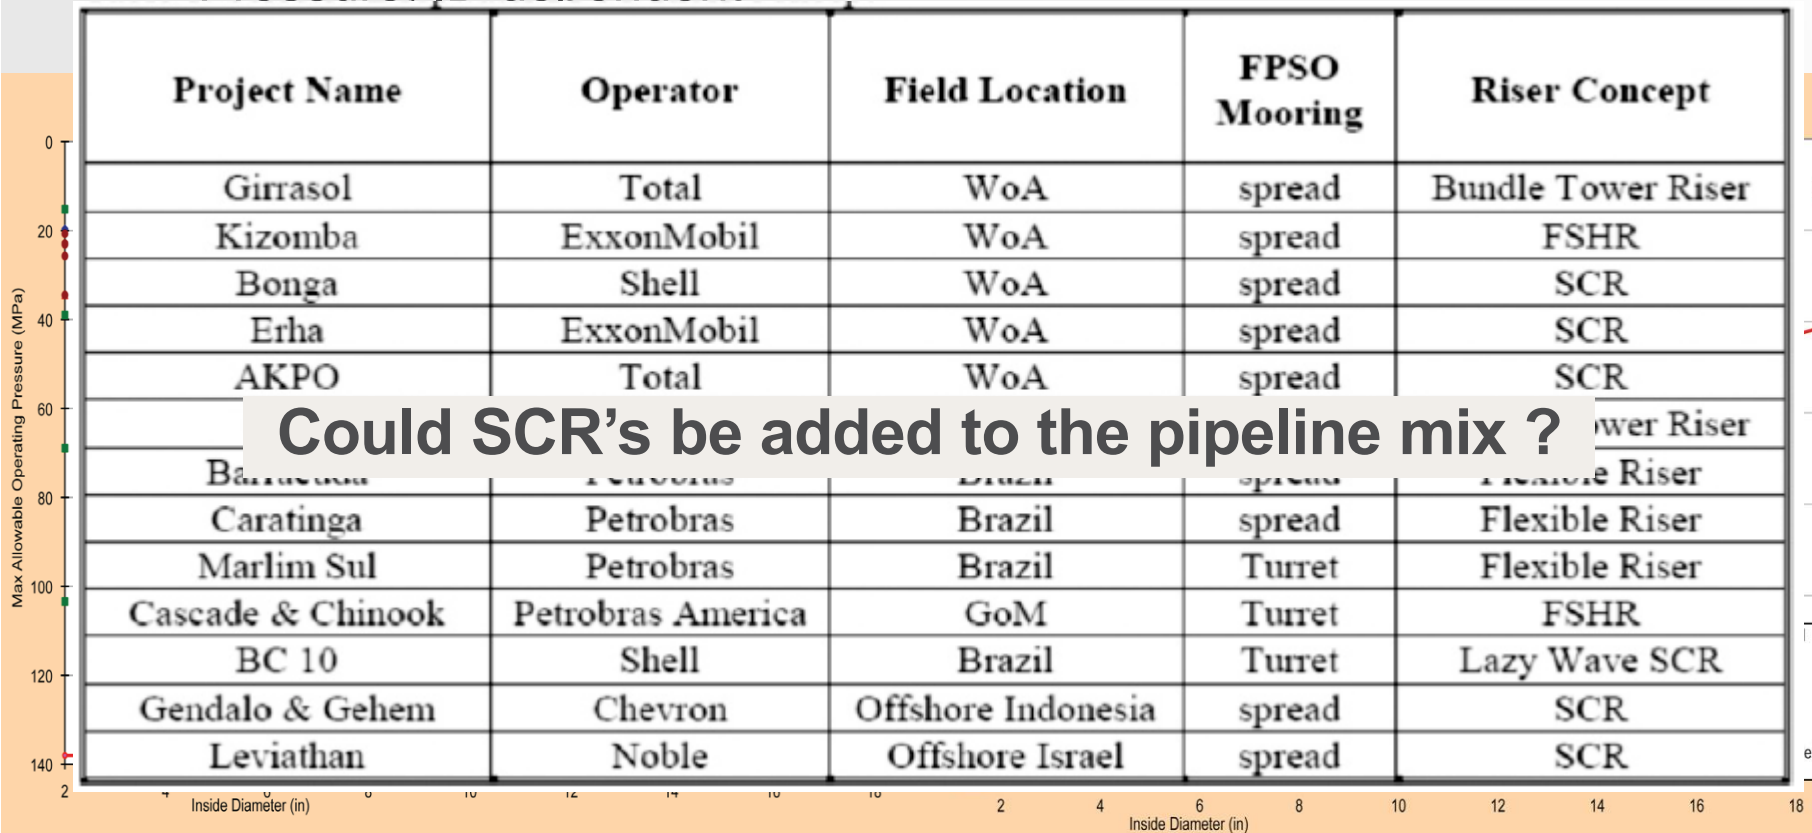 Project Name Operator Field Location FPSO Mooring Riser Concept
Girrasol Total WoA spread Bundle Tower Riser
Kizomba ExxonMobil WoA spread FSHR
Bonga Shell WoA spread SCR
Erha ExxonMobil WoA spread SCR
AKPO Total WoA spread SCR
Could SCR’s be added to the pipeline mix ?
Riser
Riser
Caratinga Petrobras Brazil spread Flexible Riser
Marlim Sul Petrobras Brazil Turret Flexible Riser
Cascade & Chinook Petrobras America GoM Turret FSHR
BC 10 Shell Brazil Turret Lazy Wave SCR
Gendalo & Gehem Chevron Offshore Indonesia spread SCR
Leviathan Noble Offshore Israel spread SCR
Max Allowable Operating Pressure (MPa)
0
20
40
60
80
100
120
140
2
Inside Diameter (in)
2 4 6 8 10 12 14 16 18
Inside Diameter (in)